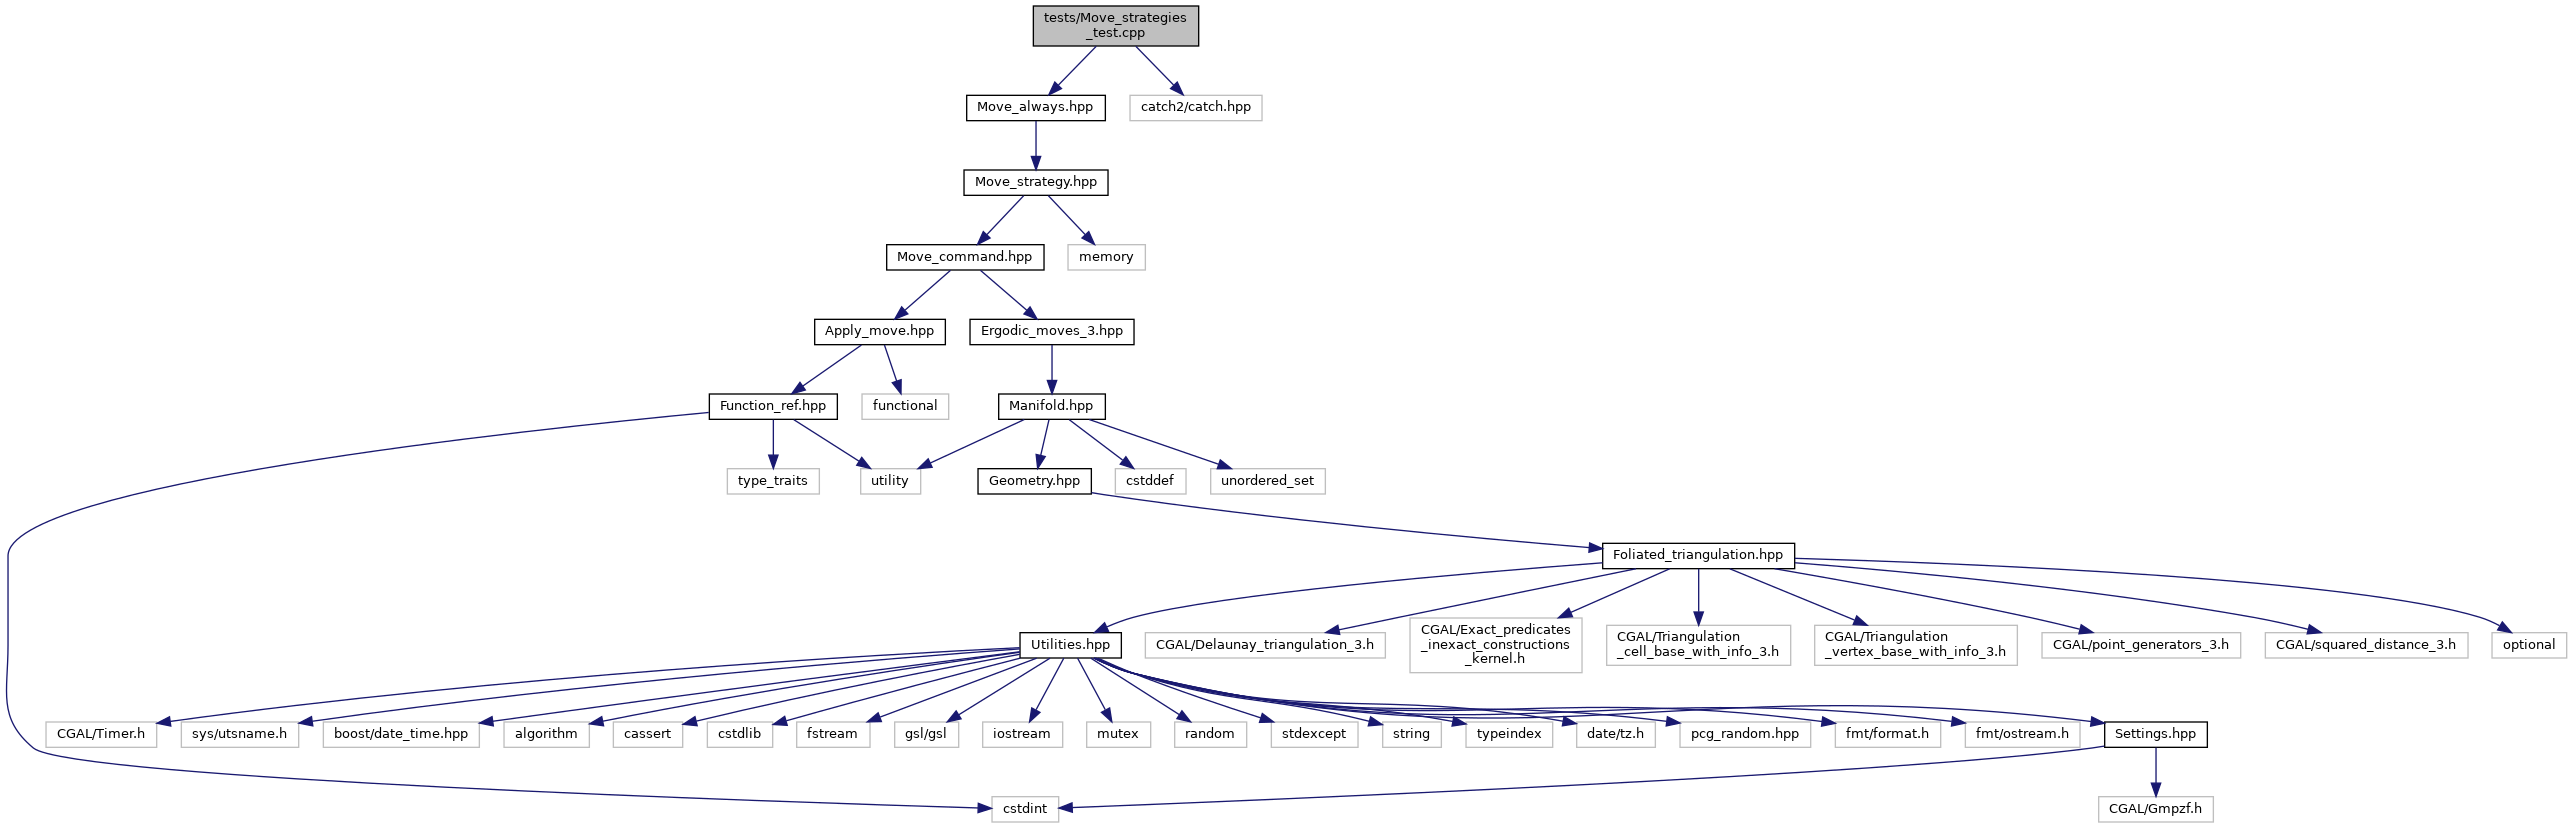 tests/Move_strategies
_test.cpp
Move_always.hpp
catch2/catch.hpp
Move_strategy.hpp
Move_command.hpp
memory
Apply_move.hpp
Ergodic_moves_3.hpp
Function_ref.hpp
functional
Manifold.hpp
type_traits
utility
Geometry.hpp
cstddef
unordered_set
Foliated_triangulation.hpp
Utilities.hpp
CGAL/Delaunay_triangulation_3.h
CGAL/Exact_predicates
_inexact_constructions
_kernel.h
CGAL/Triangulation
_cell_base_with_info_3.h
CGAL/Triangulation
_vertex_base_with_info_3.h
CGAL/point_generators_3.h
CGAL/squared_distance_3.h
optional
CGAL/Timer.h
sys/utsname.h
boost/date_time.hpp
algorithm
cassert
cstdlib
fstream
gsl/gsl
iostream
mutex
random
stdexcept
string
typeindex
date/tz.h
pcg_random.hpp
fmt/format.h
fmt/ostream.h
Settings.hpp
cstdint
CGAL/Gmpzf.h